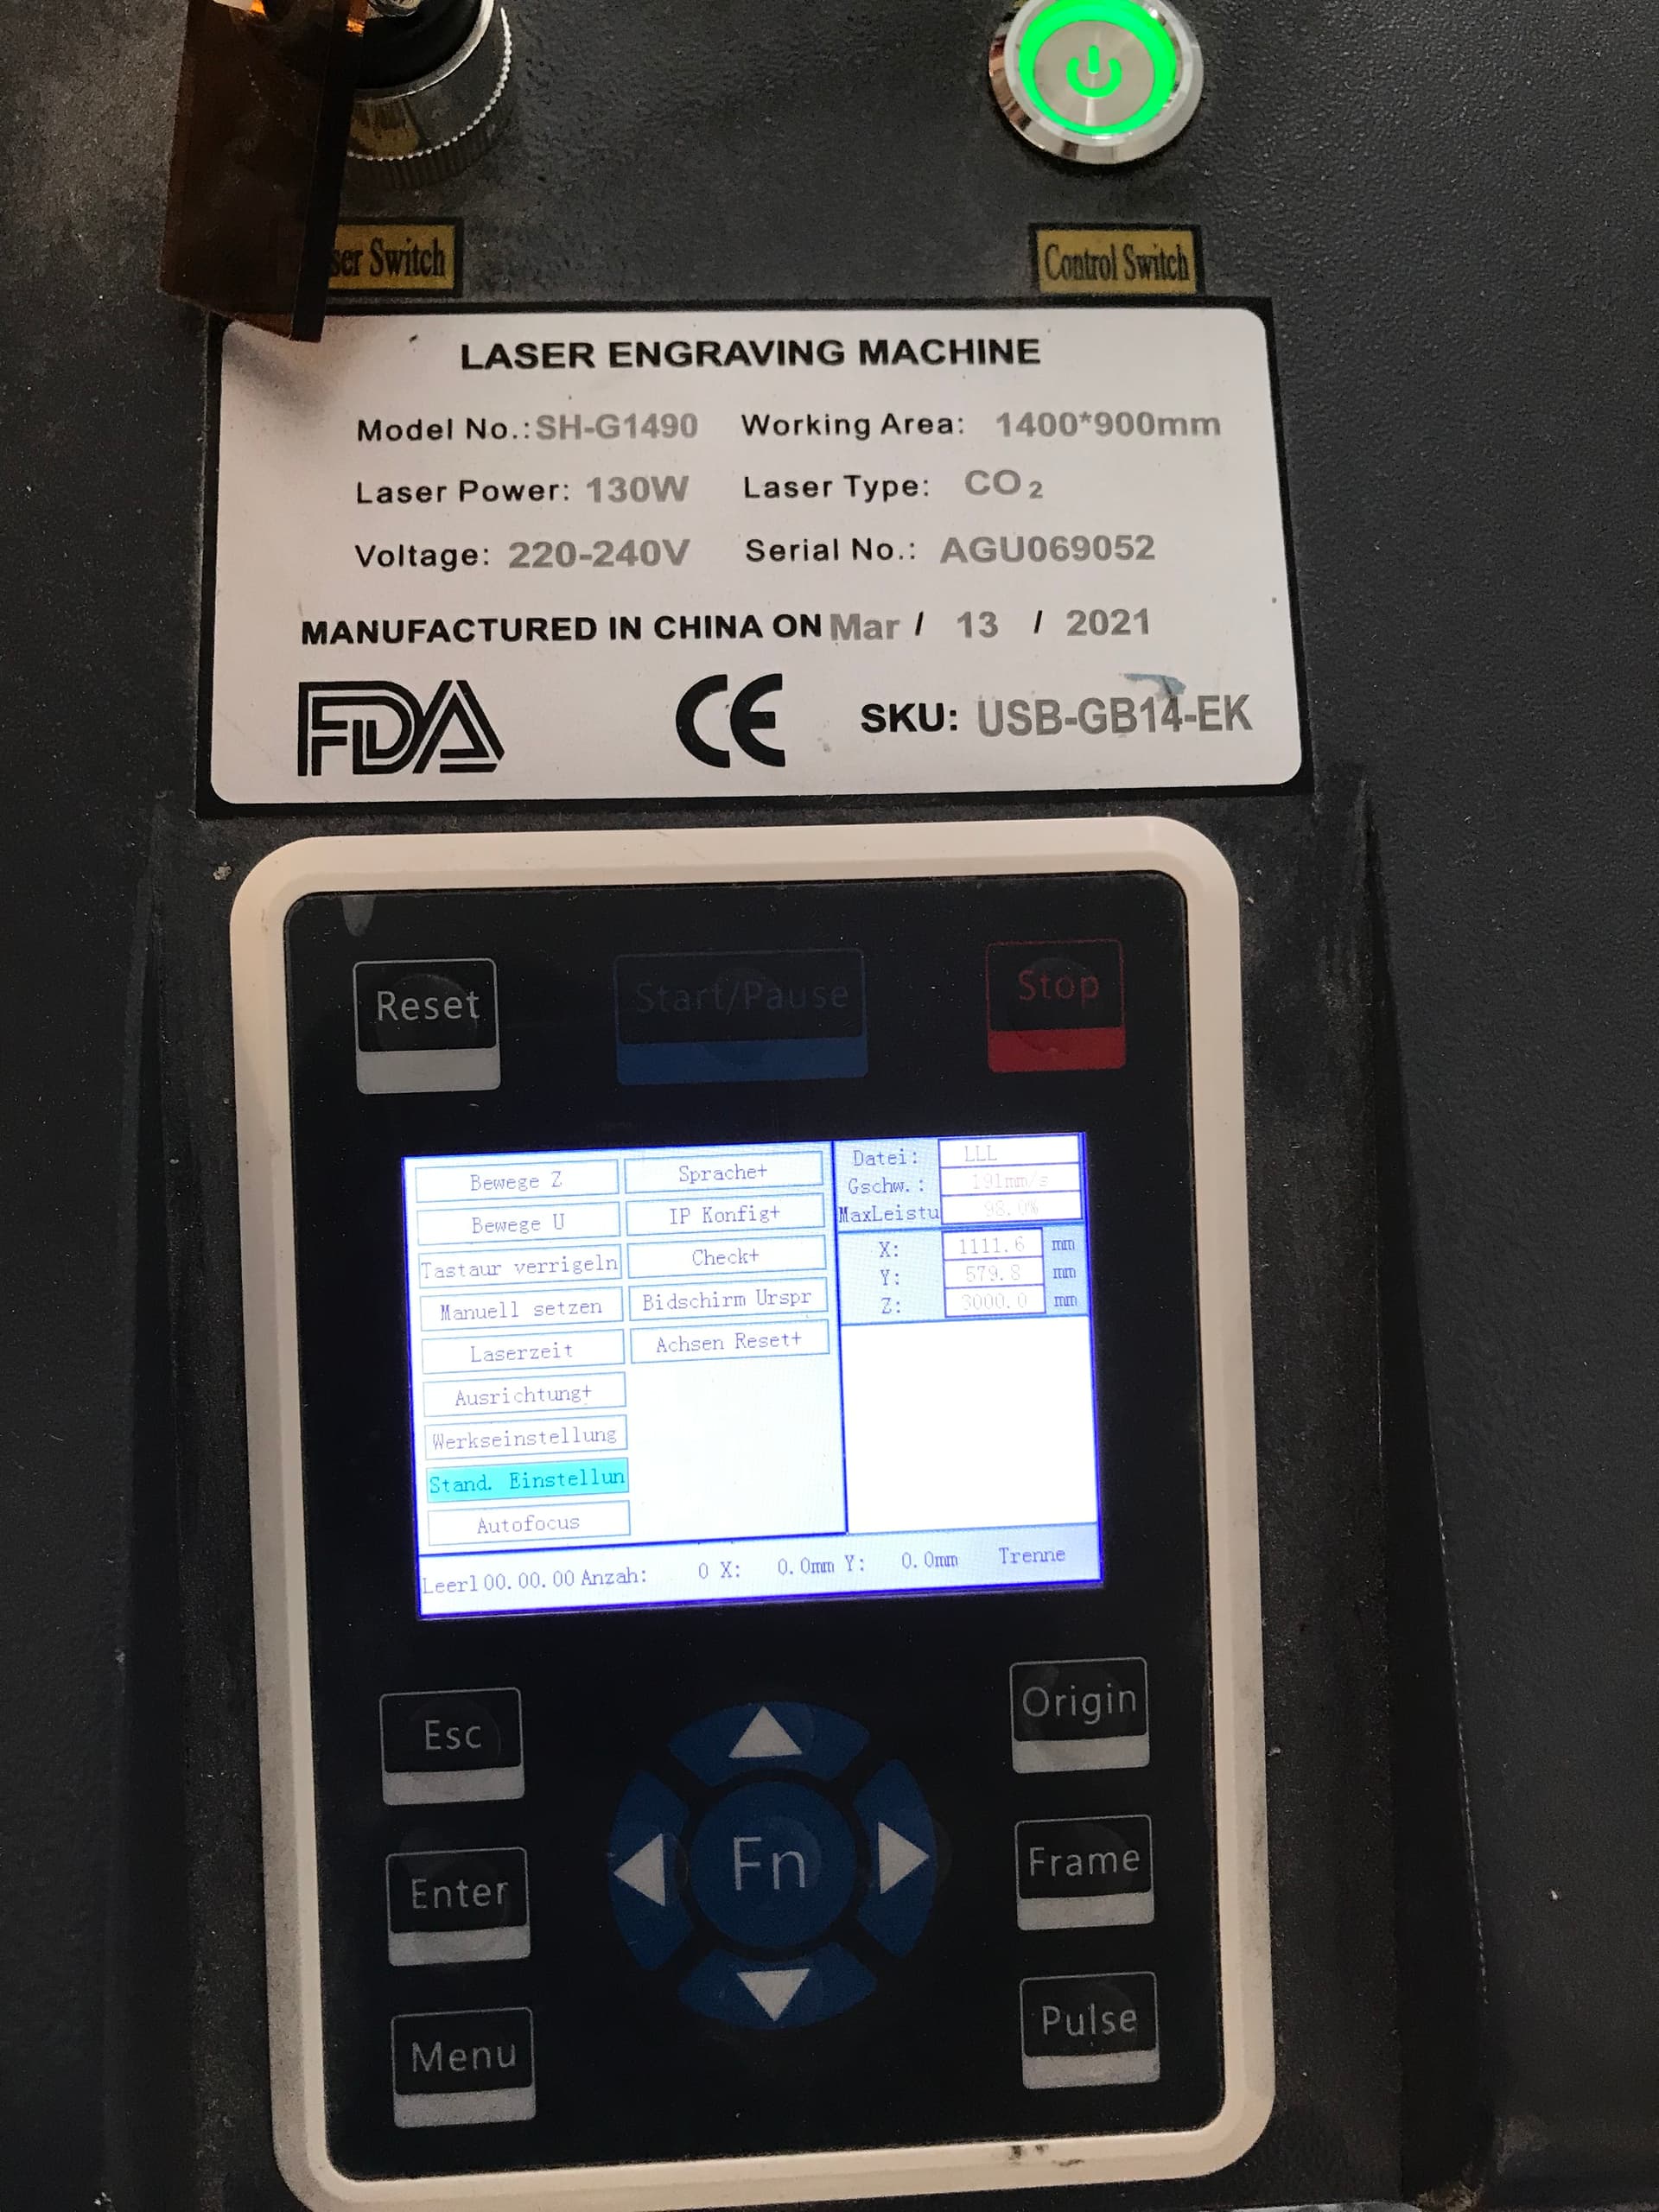 ser Switch
Control Switch
LASER ENGRAVING MACHINE
Model No.: SH-G1490 Working Area: 1400*900mm
Laser Power: 130W Laser Type: CO₂
Voltage: 220-240V Serial No.: AGU069052
MANUFACTURED IN CHINA ON Mar / 13 / 2021
FDA CE SKU: USB-GB14-EK
Reset Start/Pause Stop
Bewege Z
Bewege U
Tastaur verrigeln
Manuell setzen
Laserzeit
Ausrichtung+
Werkseinstellung
Stand. Einstellun
Autofocus
Sprache+
IP Konfig+
Check+
Bidschirm Urspr
Achsen Reset+
Datei: LLL
Gschw.: 191mm/s
MaxLeistu 98.0%
X: 1111.6 mm
Y: 579.8 mm
Z: 3000.0 mm
Leerl 00.00.00 Anzah: 0 X: 0.0mm Y: 0.0mm Trenne
Esc
Enter
Menu
Fn
Origin
Frame
Pulse